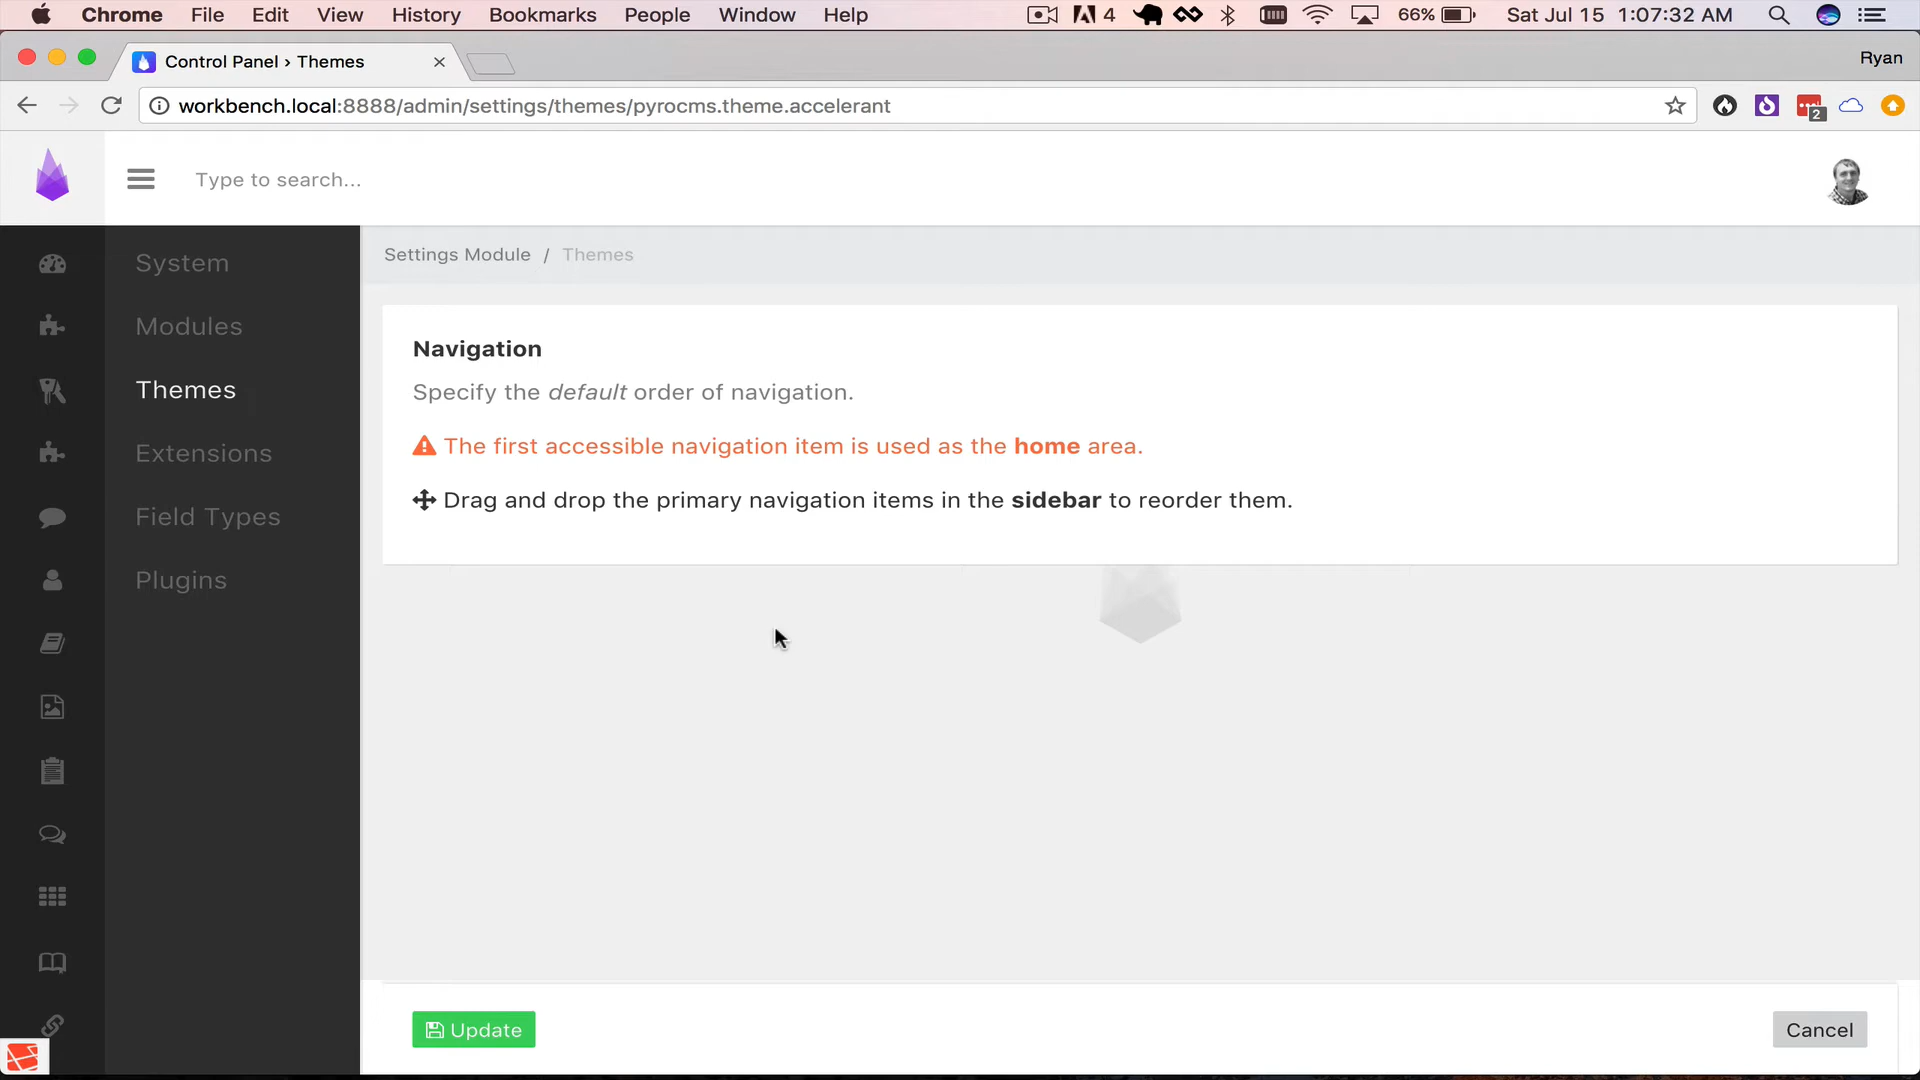 Chrome File Edit View History Bookmarks People Window Help 4 66% Sat Jul 15 1:07:32 AM
Control Panel › Themes Ryan
workbench.local:8888/admin/settings/themes/pyrocms.theme.accelerant 2
Type to search...
System
Modules
Themes
Extensions
Field Types
Plugins
Settings Module / Themes
Navigation
Specify the default order of navigation.
The first accessible navigation item is used as the home area.
Drag and drop the primary navigation items in the sidebar to reorder them.
Update Cancel